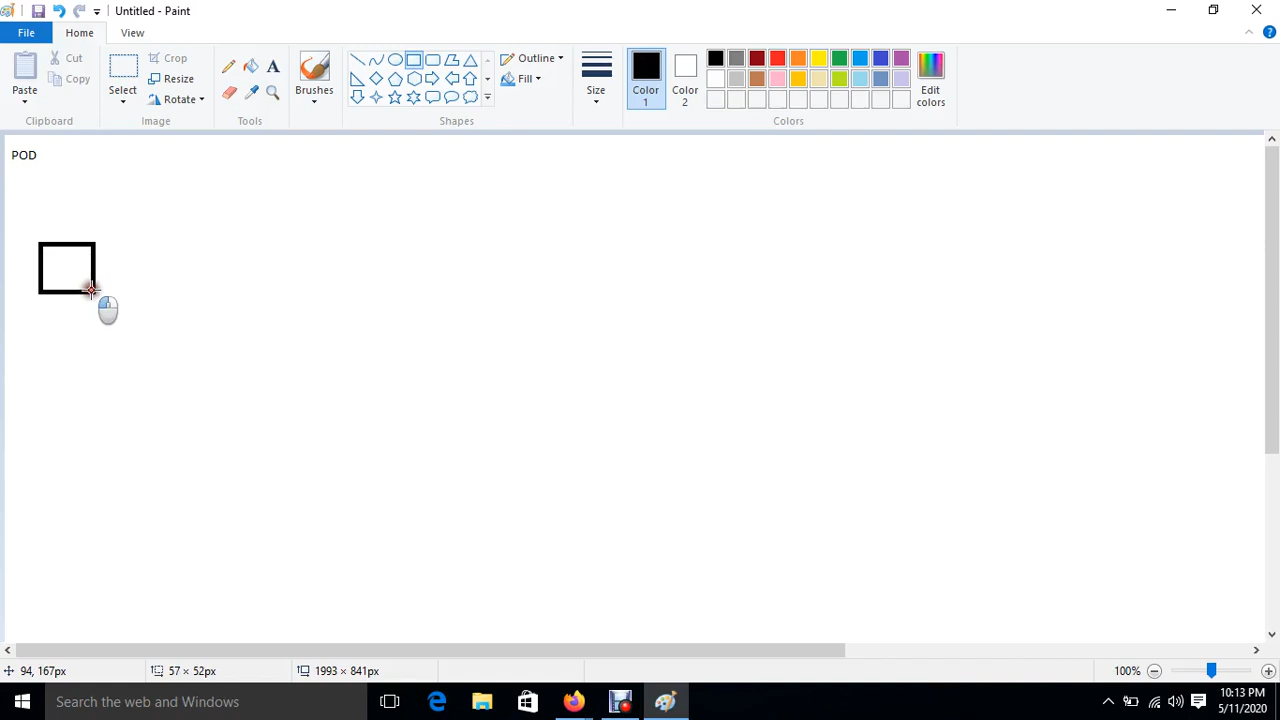 Untitled - Paint
File
Home
View
Paste
Cut
Copy
Clipboard
Select
Crop
Resize
Rotate
Image
A
Tools
Brushes
Shapes
Outline
Fill
Size
Color 1
Color 2
Edit colors
Colors
POD
94, 167px
57 × 52px
1993 × 841px
100%
Search the web and Windows
10:13 PM
5/11/2020